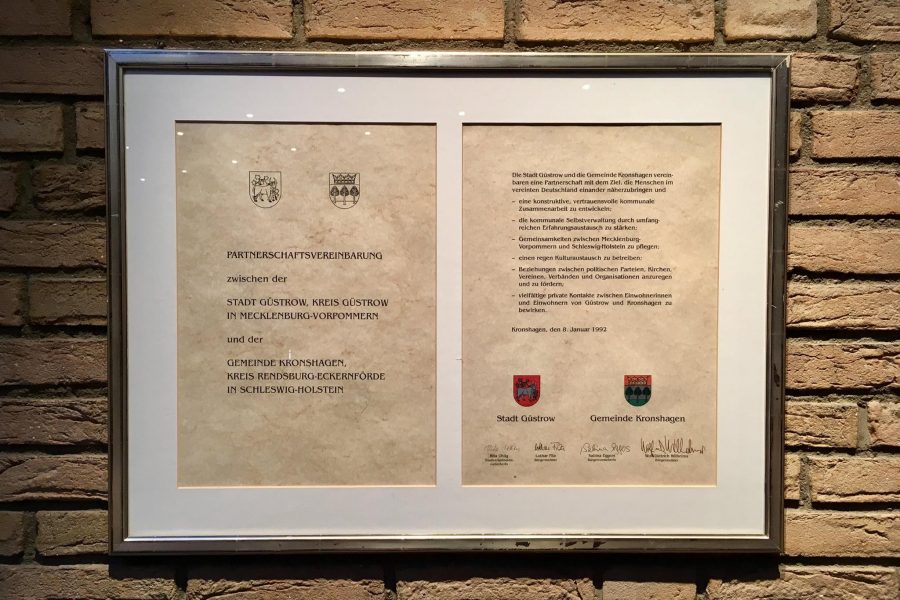 PARTNERSCHAFTSVEREINBARUNG
zwischen der
STADT GÜSTROW, KREIS GÜSTROW
IN MECKLENBURG-VORPOMMERN
und der
GEMEINDE KRONSHAGEN,
KREIS RENDSBURG-ECKERNFÖRDE
IN SCHLESWIG-HOLSTEIN
Die Stadt Güstrow und die Gemeinde Kronshagen verein-
baren eine Partnerschaft mit dem Ziel, die Menschen im
vereinten Deutschland einander näherzubringen und
– eine konstruktive, vertrauensvolle kommunale
Zusammenarbeit zu entwickeln;
– die kommunale Selbstverwaltung durch umfang-
reichen Erfahrungsaustausch zu stärken;
– Gemeinsamkeiten zwischen Mecklenburg-
Vorpommern und Schleswig-Holstein zu pflegen;
– einen regen Kulturaustausch zu betreiben;
– Beziehungen zwischen politischen Parteien, Kirchen,
Vereinen, Verbänden und Organisationen anzuregen
und zu fördern;
– vielfältige private Kontakte zwischen Einwohnerinnen
und Einwohnern von Güstrow und Kronshagen zu
bewirken.
Kronshagen, den 8. Januar 1992
Stadt Güstrow Gemeinde Kronshagen
Lothar Fila Sabina Eggers
Bürgermeister